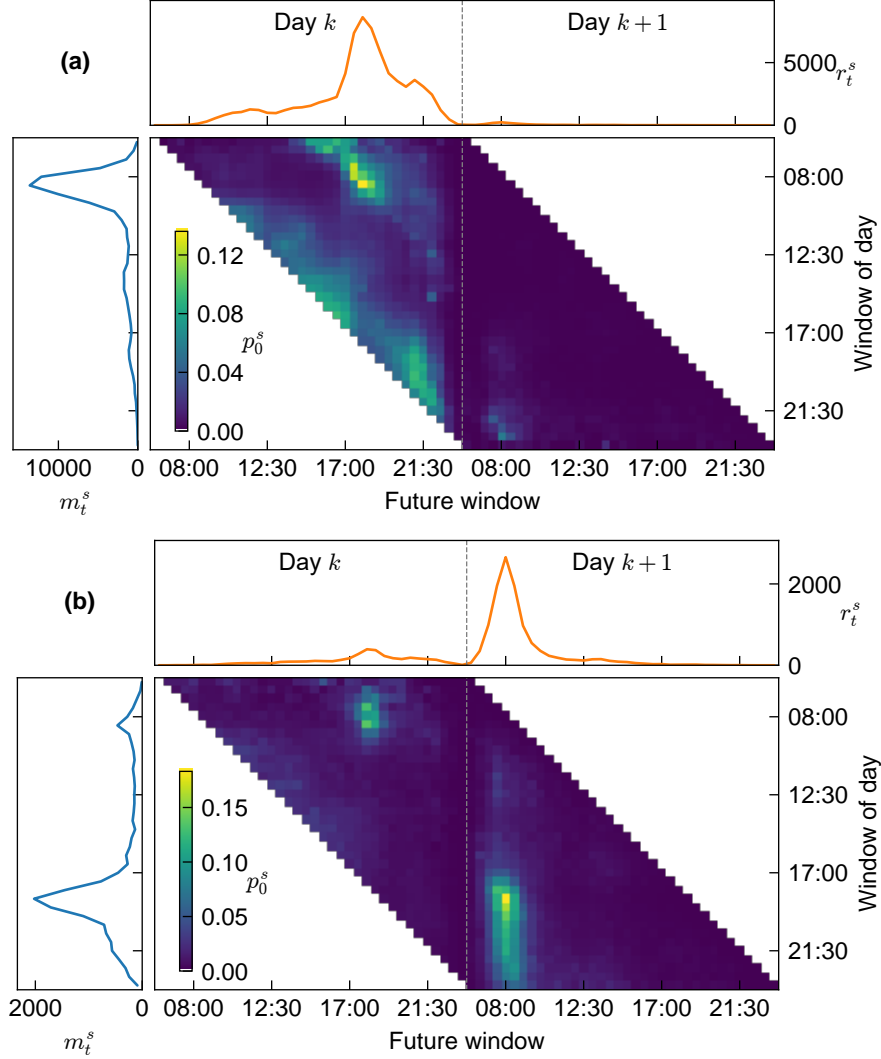 Day k
Day k + 1
(a)
5000
r_t^s
0
08:00
12:30
17:00
21:30
Window of day
0.12
0.08
p_0^s
0.04
0.00
10000
0
m_t^s
08:00
12:30
17:00
21:30
08:00
12:30
17:00
21:30
Future window
Day k
Day k + 1
(b)
2000
r_t^s
0
08:00
12:30
17:00
21:30
Window of day
0.15
0.10
p_0^s
0.05
0.00
2000
0
m_t^s
08:00
12:30
17:00
21:30
08:00
12:30
17:00
21:30
Future window